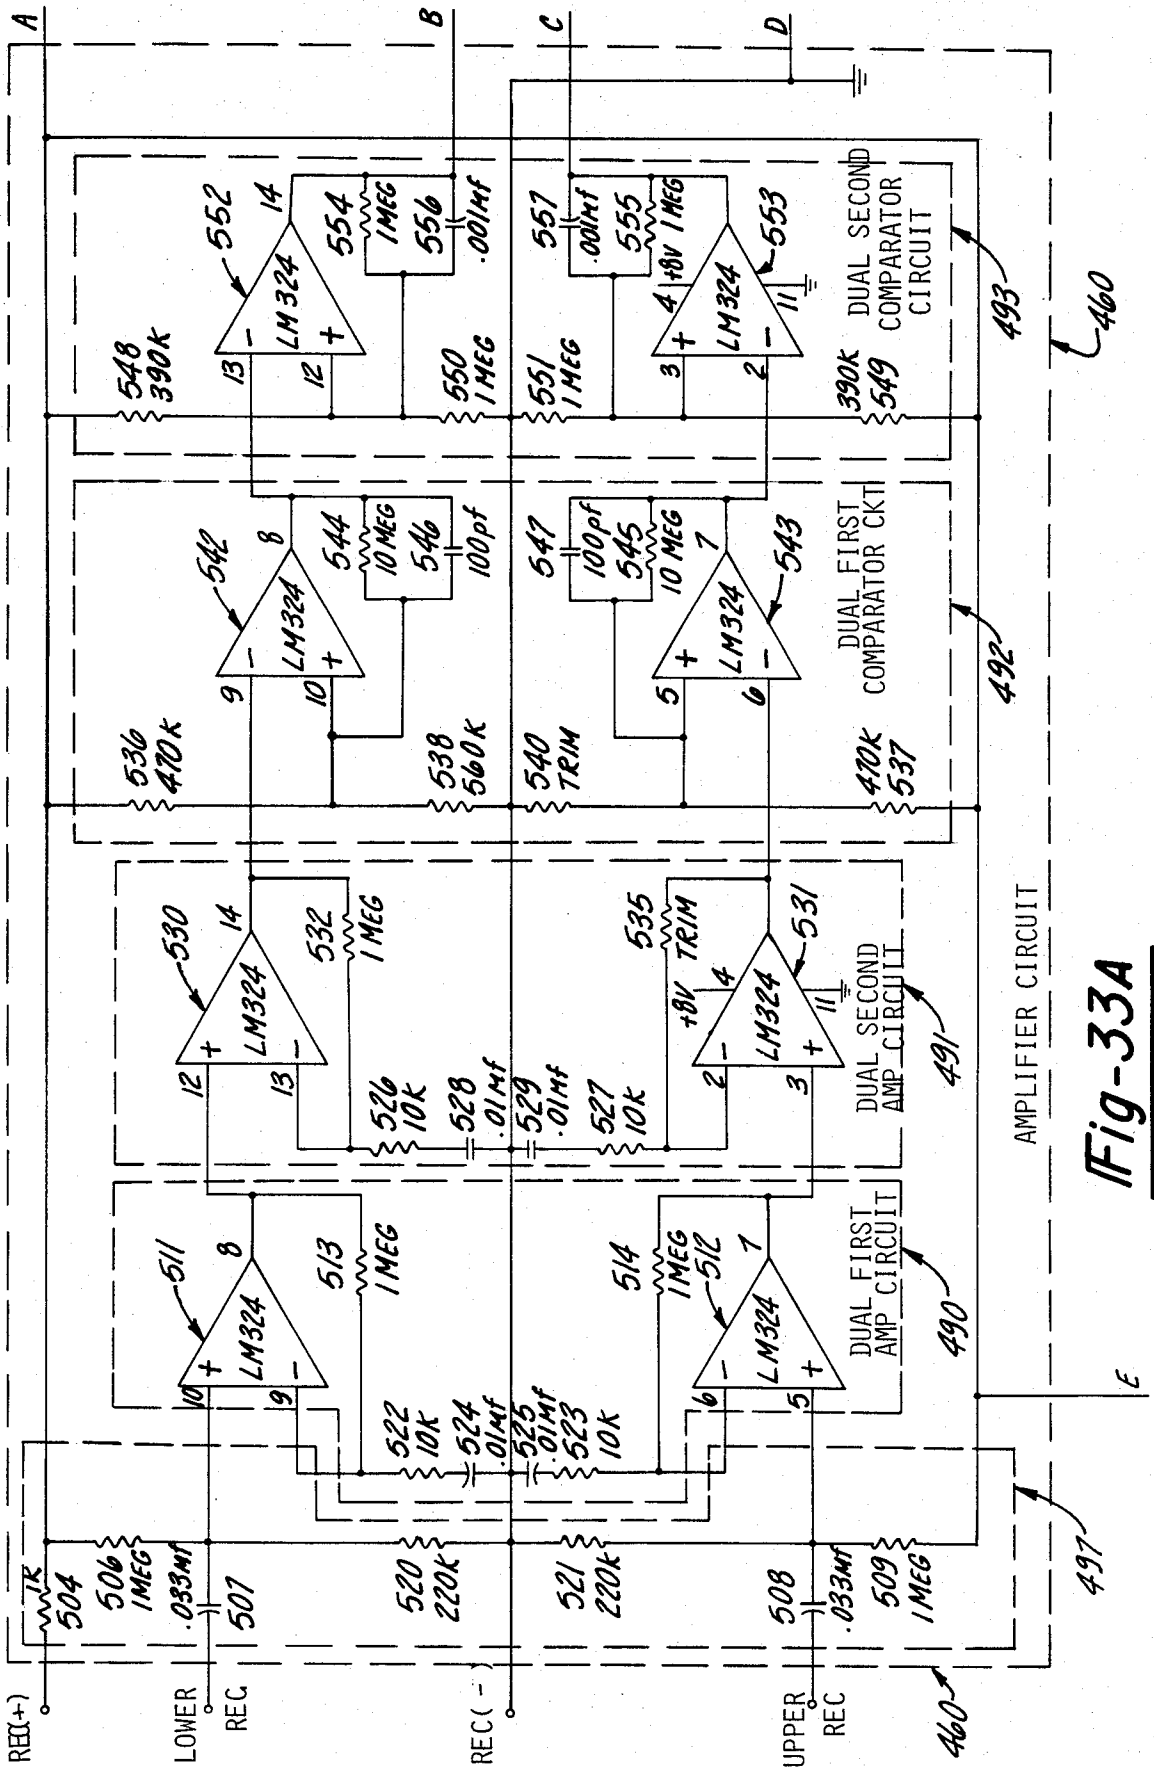 REC(+)
LOWER
REC
REC(-)
UPPER
REC
A
B
C
D
E
1K
504
506
1MEG
.033Mf
507
520
220K
521
220K
508
.033Mf
509
1MEG
497
460
10
9
511
8
LM324
+
-
513
1MEG
522
10K
524
.01Mf
525
.01Mf
523
10K
514
1MEG
512
6
5
7
LM324
-
+
DUAL FIRST
AMP CIRCUIT
490
12
13
530
14
LM324
+
-
532
1MEG
526
10K
528
.01Mf
529
.01Mf
527
10K
535
TRIM
+8V
4
2
3
11
531
LM324
-
+
DUAL SECOND
AMP CIRCUIT
491
536
470K
9
10
542
8
LM324
-
+
544
10MEG
546
100pf
538
560K
540
TRIM
547
100pf
545
10MEG
5
6
7
543
LM324
+
-
470K
537
DUAL FIRST
COMPARATOR CKT
492
548
390K
13
12
552
14
LM324
-
+
554
1MEG
556
.001Mf
550
1MEG
551
1MEG
557
.001Mf
555
1MEG
+8V
4
3
2
11
553
LM324
+
-
390K
549
DUAL SECOND
COMPARATOR
CIRCUIT
493
460
AMPLIFIER CIRCUIT
Fig-33A